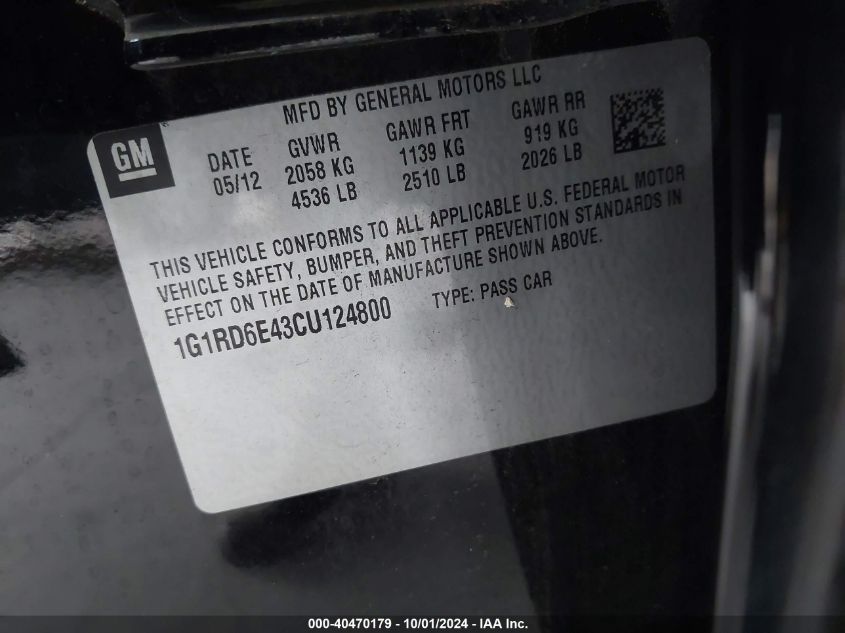 MFD BY GENERAL MOTORS LLC
GM
DATE GVWR GAWR FRT GAWR RR
05/12 2058 KG 1139 KG 919 KG
4536 LB 2510 LB 2026 LB
THIS VEHICLE CONFORMS TO ALL APPLICABLE U.S. FEDERAL MOTOR
VEHICLE SAFETY, BUMPER, AND THEFT PREVENTION STANDARDS IN
EFFECT ON THE DATE OF MANUFACTURE SHOWN ABOVE.
1G1RD6E43CU124800 TYPE: PASS CAR
000-40470179 - 10/01/2024 - IAA Inc.